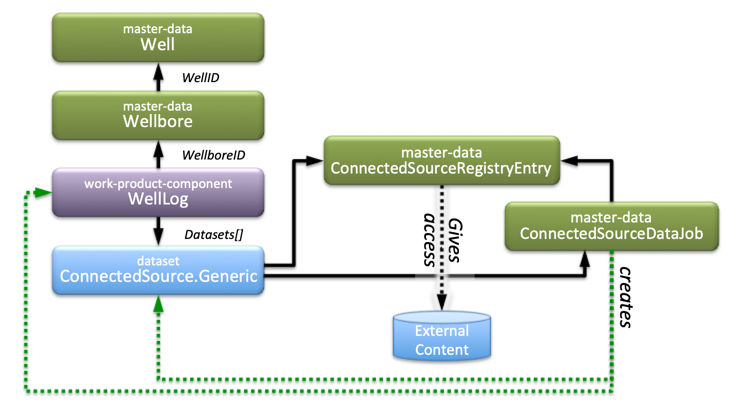 master-data
Well
WellID
master-data
Wellbore
WellboreID
work-product-component
WellLog
Datasets[]
dataset
ConnectedSource.Generic
master-data
ConnectedSourceRegistryEntry
Gives
access
master-data
ConnectedSourceDataJob
creates
External
Content